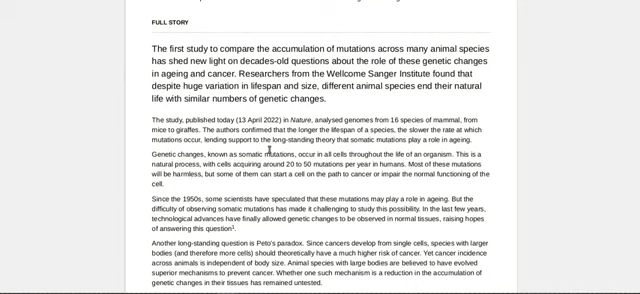 FULL STORY
The first study to compare the accumulation of mutations across many animal species
has shed new light on decades-old questions about the role of these genetic changes
in ageing and cancer. Researchers from the Wellcome Sanger Institute found that
despite huge variation in lifespan and size, different animal species end their natural
life with similar numbers of genetic changes.
The study, published today (13 April 2022) in Nature, analysed genomes from 16 species of mammal, from
mice to giraffes. The authors confirmed that the longer the lifespan of a species, the slower the rate at which
mutations occur, lending support to the long-standing theory that somatic mutations play a role in ageing.
Genetic changes, known as somatic mutations, occur in all cells throughout the life of an organism. This is a
natural process, with cells acquiring around 20 to 50 mutations per year in humans. Most of these mutations
will be harmless, but some of them can start a cell on the path to cancer or impair the normal functioning of the
cell.
Since the 1950s, some scientists have speculated that these mutations may play a role in ageing. But the
difficulty of observing somatic mutations has made it challenging to study this possibility. In the last few years,
technological advances have finally allowed genetic changes to be observed in normal tissues, raising hopes
of answering this question¹.
Another long-standing question is Peto's paradox. Since cancers develop from single cells, species with larger
bodies (and therefore more cells) should theoretically have a much higher risk of cancer. Yet cancer incidence
across animals is independent of body size. Animal species with large bodies are believed to have evolved
superior mechanisms to prevent cancer. Whether one such mechanism is a reduction in the accumulation of
genetic changes in their tissues has remained untested.